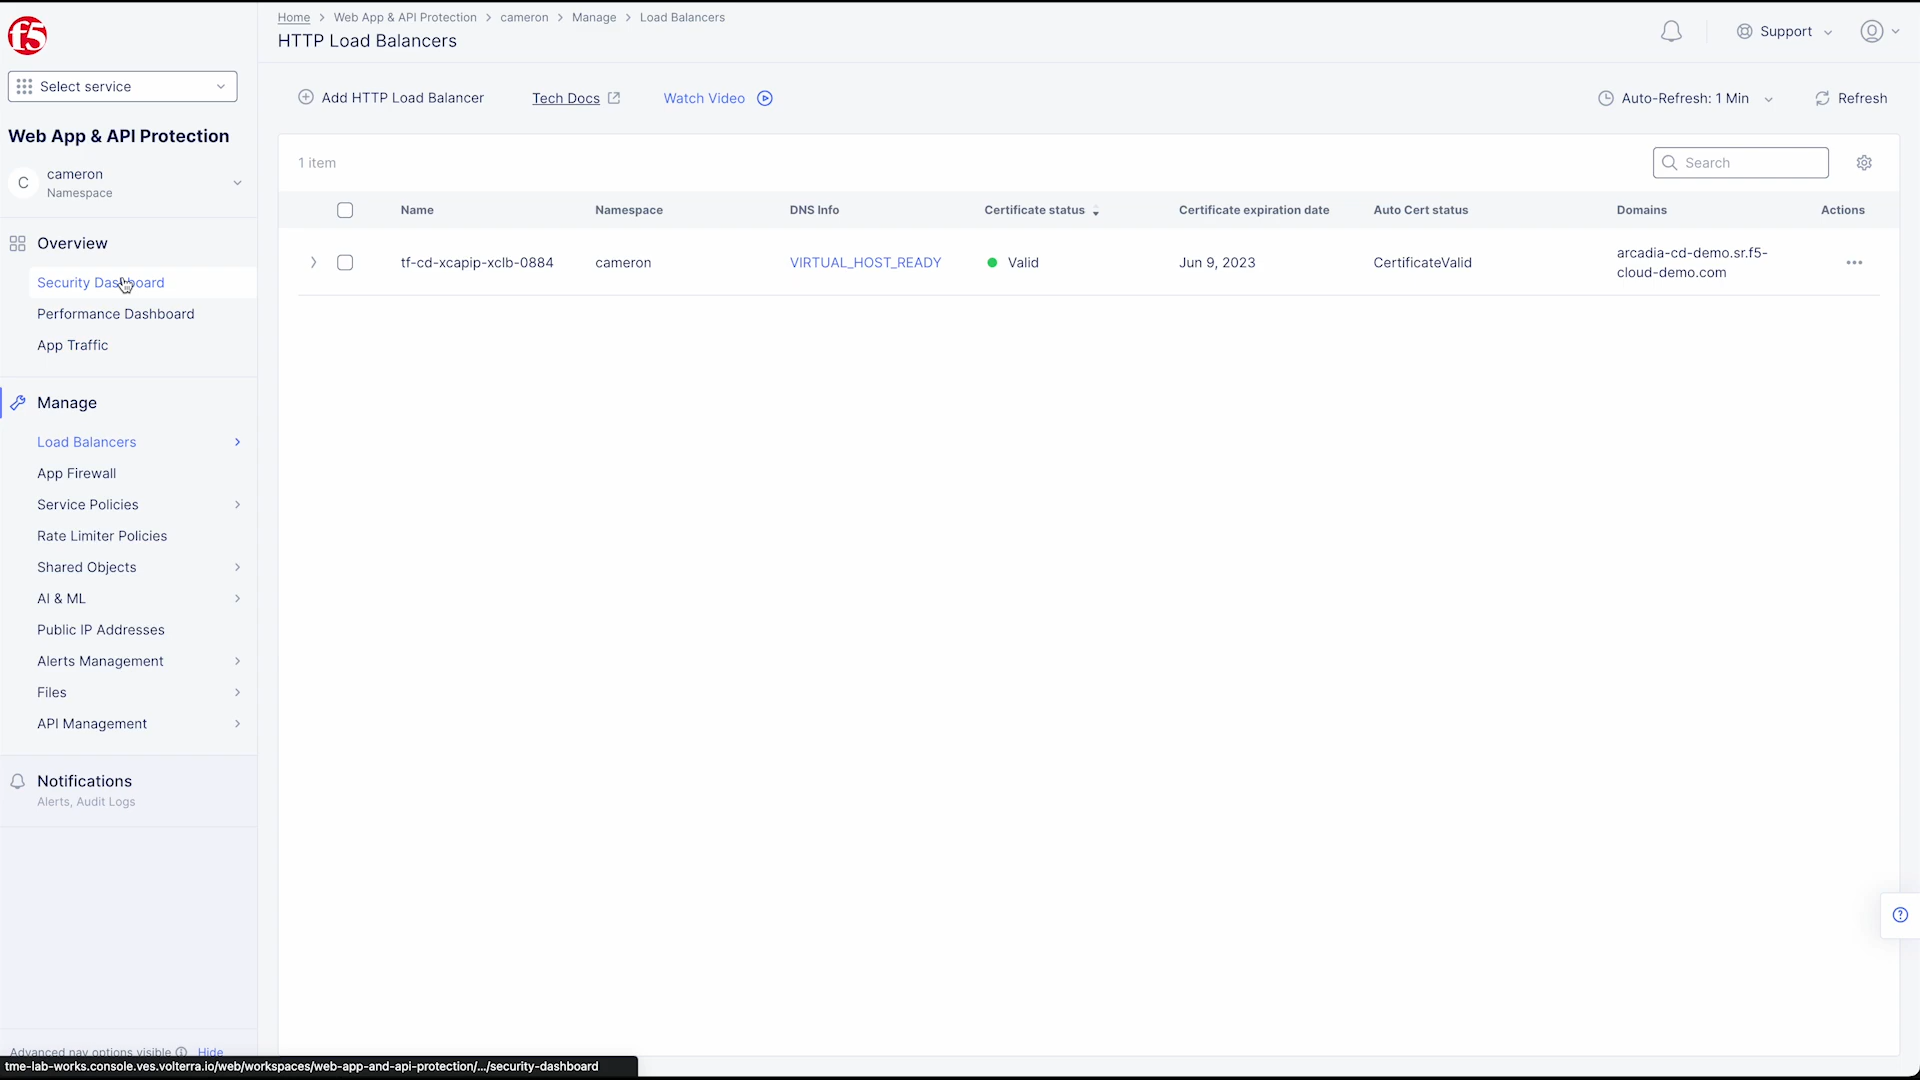 Home > Web App & API Protection > cameron > Manage > Load Balancers
HTTP Load Balancers
Support
f5
Select service
Web App & API Protection
C
cameron
Namespace
Overview
Security Dashboard
Performance Dashboard
App Traffic
Manage
Load Balancers
App Firewall
Service Policies
Rate Limiter Policies
Shared Objects
AI & ML
Public IP Addresses
Alerts Management
Files
API Management
Notifications
Alerts, Audit Logs
Advanced nav options visible Hide
tme-lab-works.console.ves.volterra.io/web/workspaces/web-app-and-api-protection/.../security-dashboard
Add HTTP Load Balancer Tech Docs Watch Video Auto-Refresh: 1 Min Refresh
1 item Search
Name Namespace DNS Info Certificate status Certificate expiration date Auto Cert status Domains Actions
tf-cd-xcapip-xclb-0884 cameron VIRTUAL_HOST_READY Valid Jun 9, 2023 CertificateValid arcadia-cd-demo.sr.f5-
cloud-demo.com